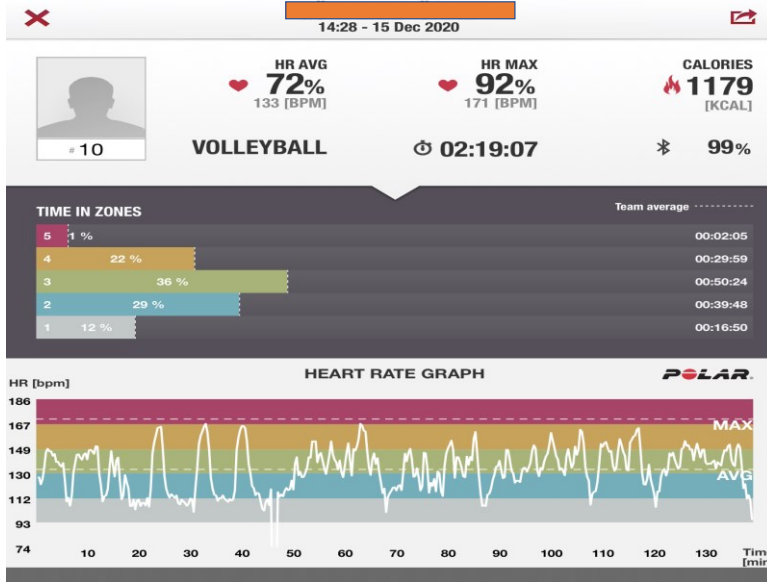 14:28 - 15 Dec 2020
HR AVG
72%
133 [BPM]
HR MAX
92%
171 [BPM]
CALORIES
1179
[KCAL]
# 10
VOLLEYBALL
02:19:07
99%
TIME IN ZONES
Team average
5 1 % 00:02:05
4 22 % 00:29:59
3 36 % 00:50:24
2 29 % 00:39:48
1 12 % 00:16:50
HEART RATE GRAPH
POLAR.
HR [bpm]
186
167
MAX
149
130
AVG
112
93
74
10 20 30 40 50 60 70 80 90 100 110 120 130
Tim
[min